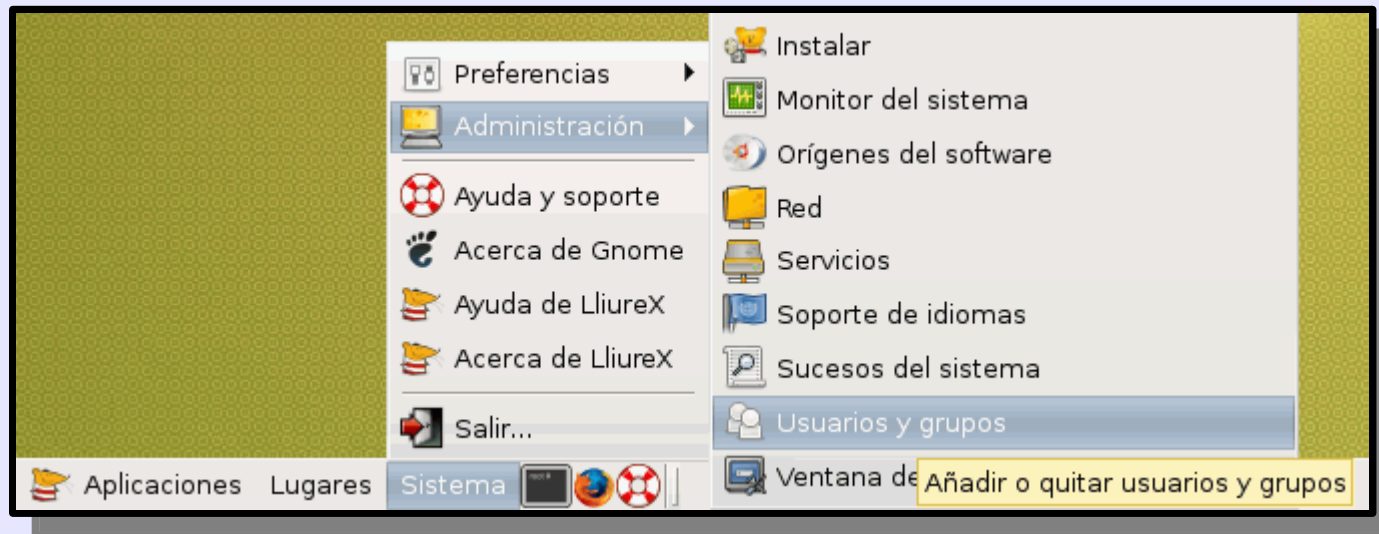 Preferencias
Administración
Ayuda y soporte
Acerca de Gnome
Ayuda de LliureX
Acerca de LliureX
Salir...
Aplicaciones Lugares Sistema
Instalar
Monitor del sistema
Orígenes del software
Red
Servicios
Soporte de idiomas
Sucesos del sistema
Usuarios y grupos
Ventana de
Añadir o quitar usuarios y grupos